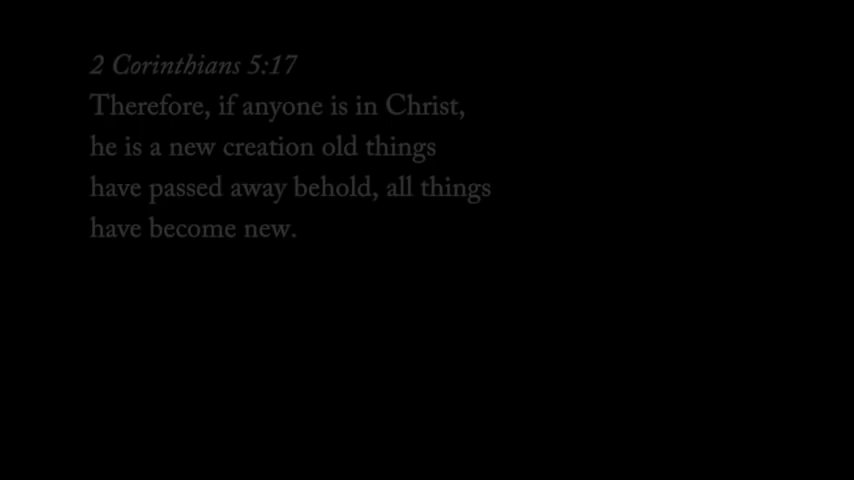 2 Corinthians 5:17
Therefore, if anyone is in Christ,
he is a new creation old things
have passed away behold, all things
have become new.